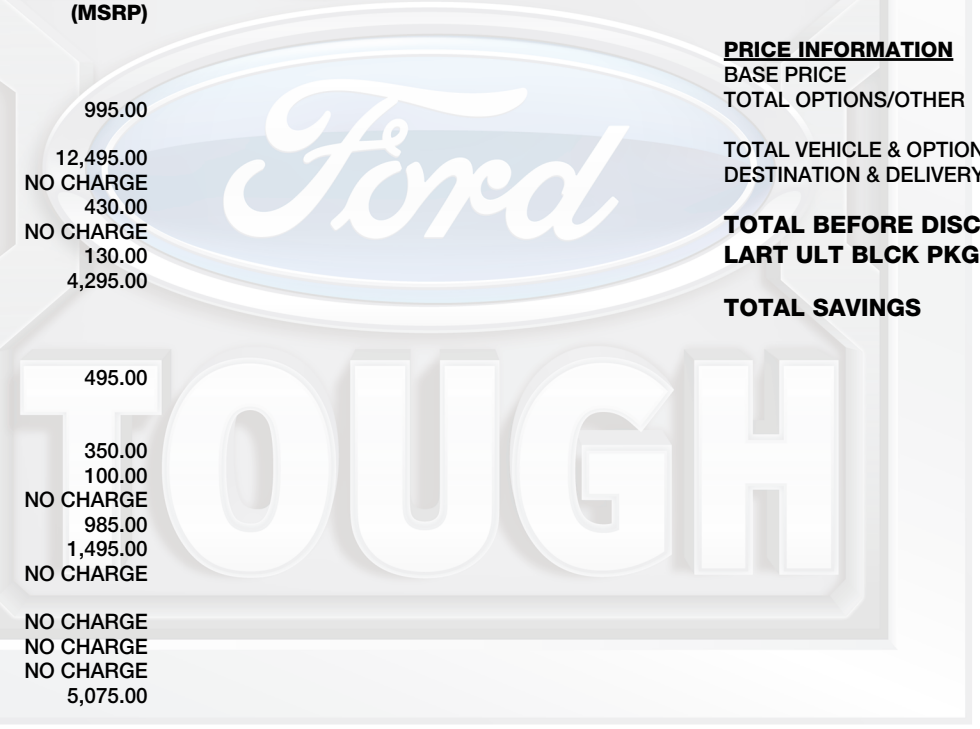 (MSRP)
995.00
12,495.00
NO CHARGE
430.00
NO CHARGE
130.00
4,295.00
495.00
350.00
100.00
NO CHARGE
985.00
1,495.00
NO CHARGE
NO CHARGE
NO CHARGE
NO CHARGE
5,075.00
PRICE INFORMATION
BASE PRICE
TOTAL OPTIONS/OTHER
TOTAL VEHICLE & OPTION
DESTINATION & DELIVERY
TOTAL BEFORE DISC
LART ULT BLCK PKG
TOTAL SAVINGS
Ford
TOUGH